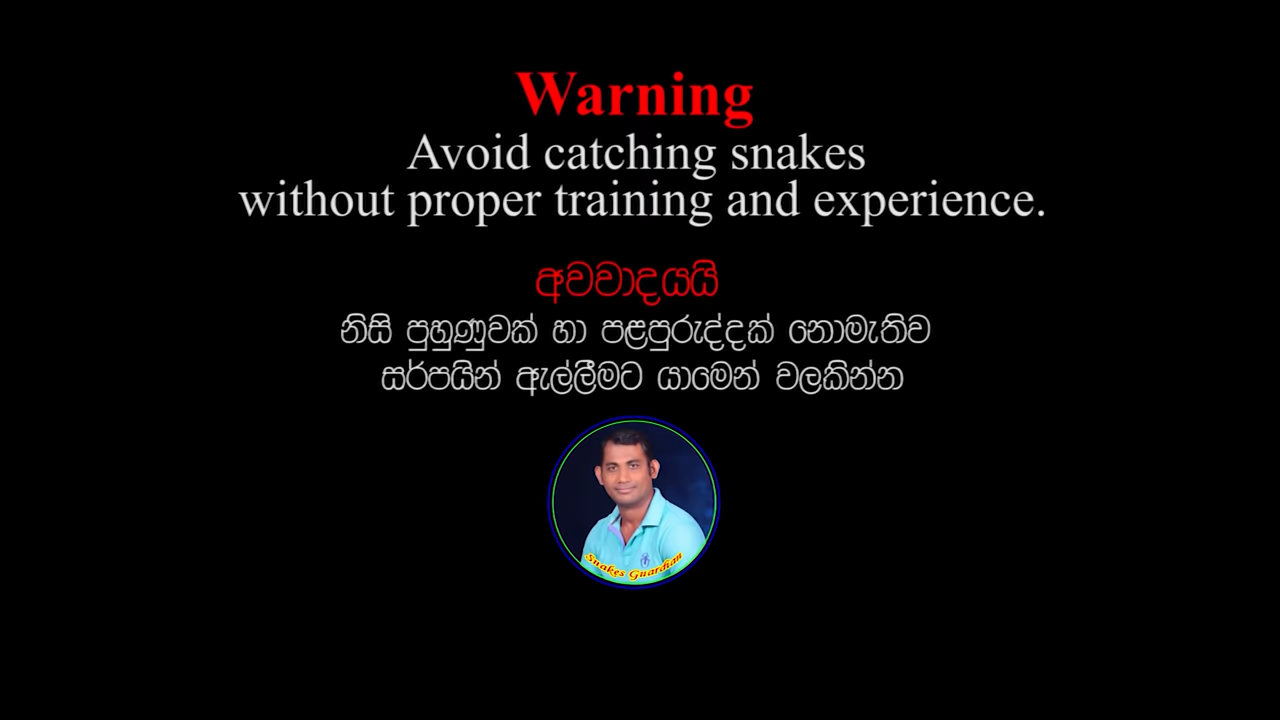 Warning
Avoid catching snakes
without proper training and experience.
අවවාදයයි
නිසි පුහුණුවක් හා පළපුරුද්දක් නොමැතිව
සර්පයින් ඇල්ලීමට යාමෙන් වලකින්න
Snakes Guardian